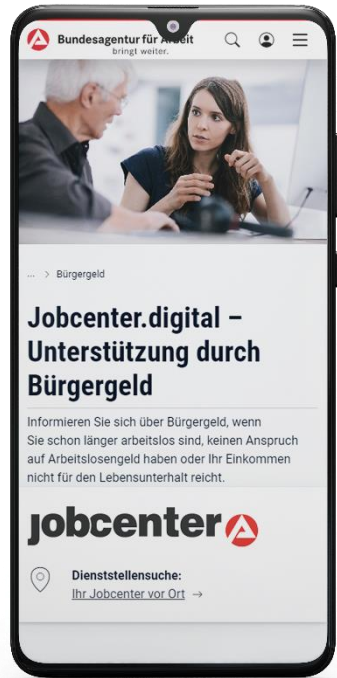 Bundesagentur für Arbeit
bringt weiter.
... > Bürgergeld
Jobcenter.digital –
Unterstützung durch
Bürgergeld
Informieren Sie sich über Bürgergeld, wenn
Sie schon länger arbeitslos sind, keinen Anspruch
auf Arbeitslosengeld haben oder Ihr Einkommen
nicht für den Lebensunterhalt reicht.
jobcenter
Dienststellensuche:
Ihr Jobcenter vor Ort →